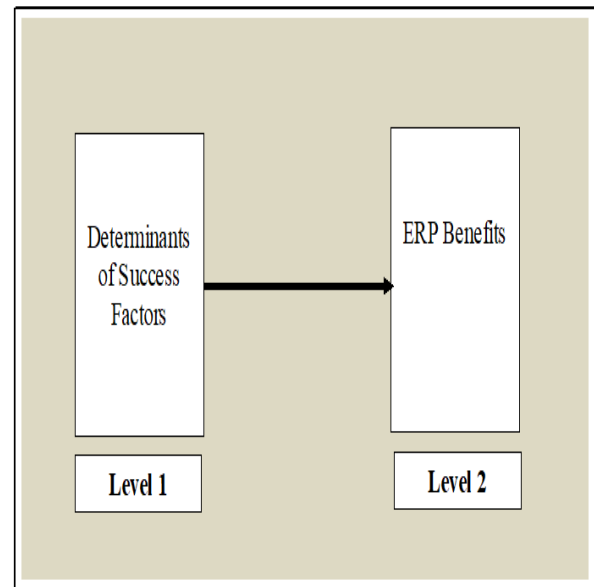 Determinants
of Success
Factors
ERP Benefits
Level 1
Level 2